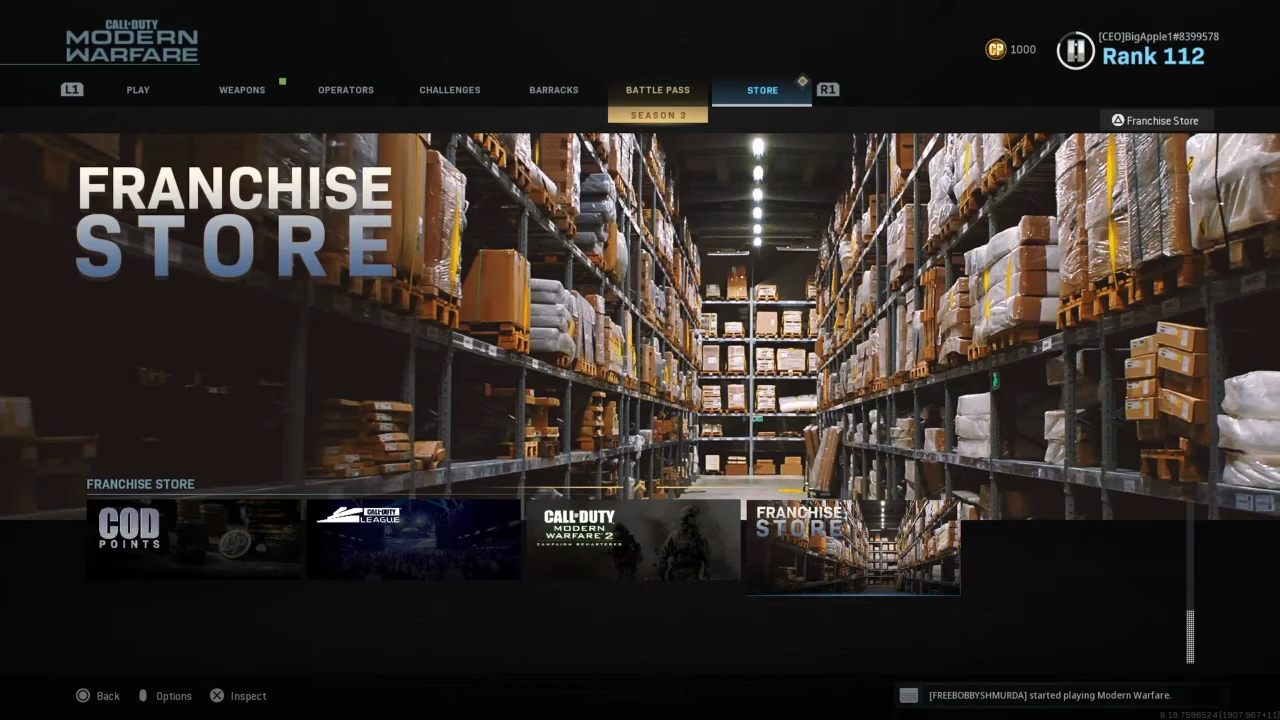 CALL OF DUTY
MODERN
WARFARE
CP 1000
[CEO]BigApple1#8399578
Rank 112
L1 PLAY WEAPONS OPERATORS CHALLENGES BARRACKS BATTLE PASS STORE R1
SEASON 3
Franchise Store
FRANCHISE
STORE
FRANCHISE STORE
COD
POINTS
CALL OF DUTY
LEAGUE
CALL OF DUTY
MODERN
WARFARE 2
CAMPAIGN REMASTERED
FRANCHISE
STORE
Back Options Inspect
[FREEBOBBYSHMURDA] started playing Modern Warfare.